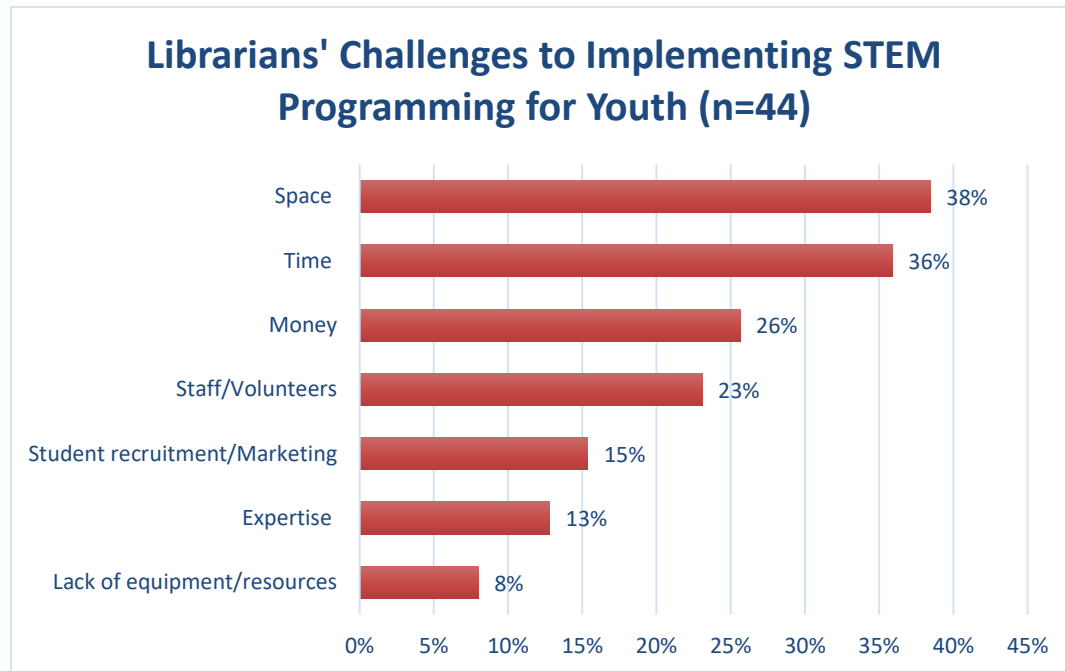 Librarians' Challenges to Implementing STEM
Programming for Youth (n=44)
Space 38%
Time 36%
Money 26%
Staff/Volunteers 23%
Student recruitment/Marketing 15%
Expertise 13%
Lack of equipment/resources 8%
0% 5% 10% 15% 20% 25% 30% 35% 40% 45%